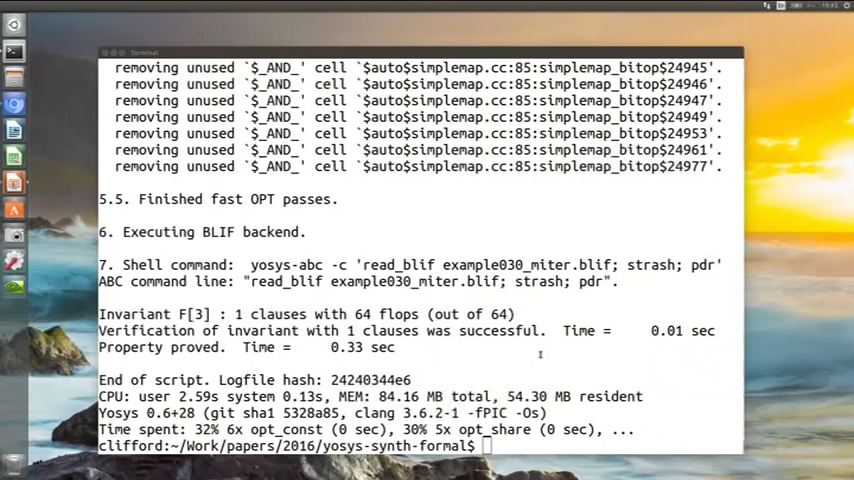 19:43
Terminal
removing unused `$_AND_' cell `$auto$simplemap.cc:85:simplemap_bitop$24945'.
removing unused `$_AND_' cell `$auto$simplemap.cc:85:simplemap_bitop$24946'.
removing unused `$_AND_' cell `$auto$simplemap.cc:85:simplemap_bitop$24947'.
removing unused `$_AND_' cell `$auto$simplemap.cc:85:simplemap_bitop$24949'.
removing unused `$_AND_' cell `$auto$simplemap.cc:85:simplemap_bitop$24953'.
removing unused `$_AND_' cell `$auto$simplemap.cc:85:simplemap_bitop$24961'.
removing unused `$_AND_' cell `$auto$simplemap.cc:85:simplemap_bitop$24977'.
5.5. Finished fast OPT passes.
6. Executing BLIF backend.
7. Shell command:  yosys-abc -c 'read_blif example030_miter.blif; strash; pdr'
ABC command line: "read_blif example030_miter.blif; strash; pdr".
Invariant F[3] : 1 clauses with 64 flops (out of 64)
Verification of invariant with 1 clauses was successful.  Time =     0.01 sec
Property proved.  Time =     0.33 sec
End of script. Logfile hash: 24240344e6
CPU: user 2.59s system 0.13s, MEM: 84.16 MB total, 54.30 MB resident
Yosys 0.6+28 (git sha1 5328a85, clang 3.6.2-1 -fPIC -Os)
Time spent: 32% 6x opt_const (0 sec), 30% 5x opt_share (0 sec), ...
clifford:~/Work/papers/2016/yosys-synth-formal$